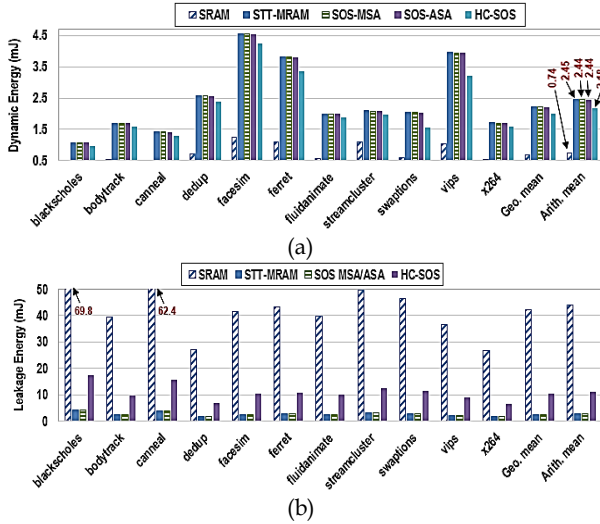 SRAM STT-MRAM SOS-MSA SOS-ASA HC-SOS
Dynamic Energy (mJ)
4.5
3.5
2.5
1.5
0.5
0.74
2.45
2.44
2.44
blackscholes
bodytrack
canneal
dedup
facesim
ferret
fluidanimate
streamcluster
swaptions
vips
x264
Geo. mean
Arith. mean
(a)
SRAM STT-MRAM SOS MSA/ASA HC-SOS
Leakage Energy (mJ)
50
40
30
20
10
0
69.8
62.4
blackscholes
bodytrack
canneal
dedup
facesim
ferret
fluidanimate
streamcluster
swaptions
vips
x264
Geo. mean
Arith. mean
(b)